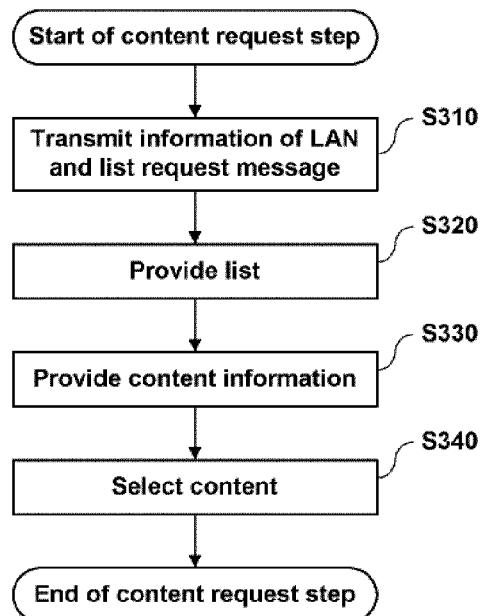 Start of content request step
S310
Transmit information of LAN
and list request message
S320
Provide list
S330
Provide content information
S340
Select content
End of content request step